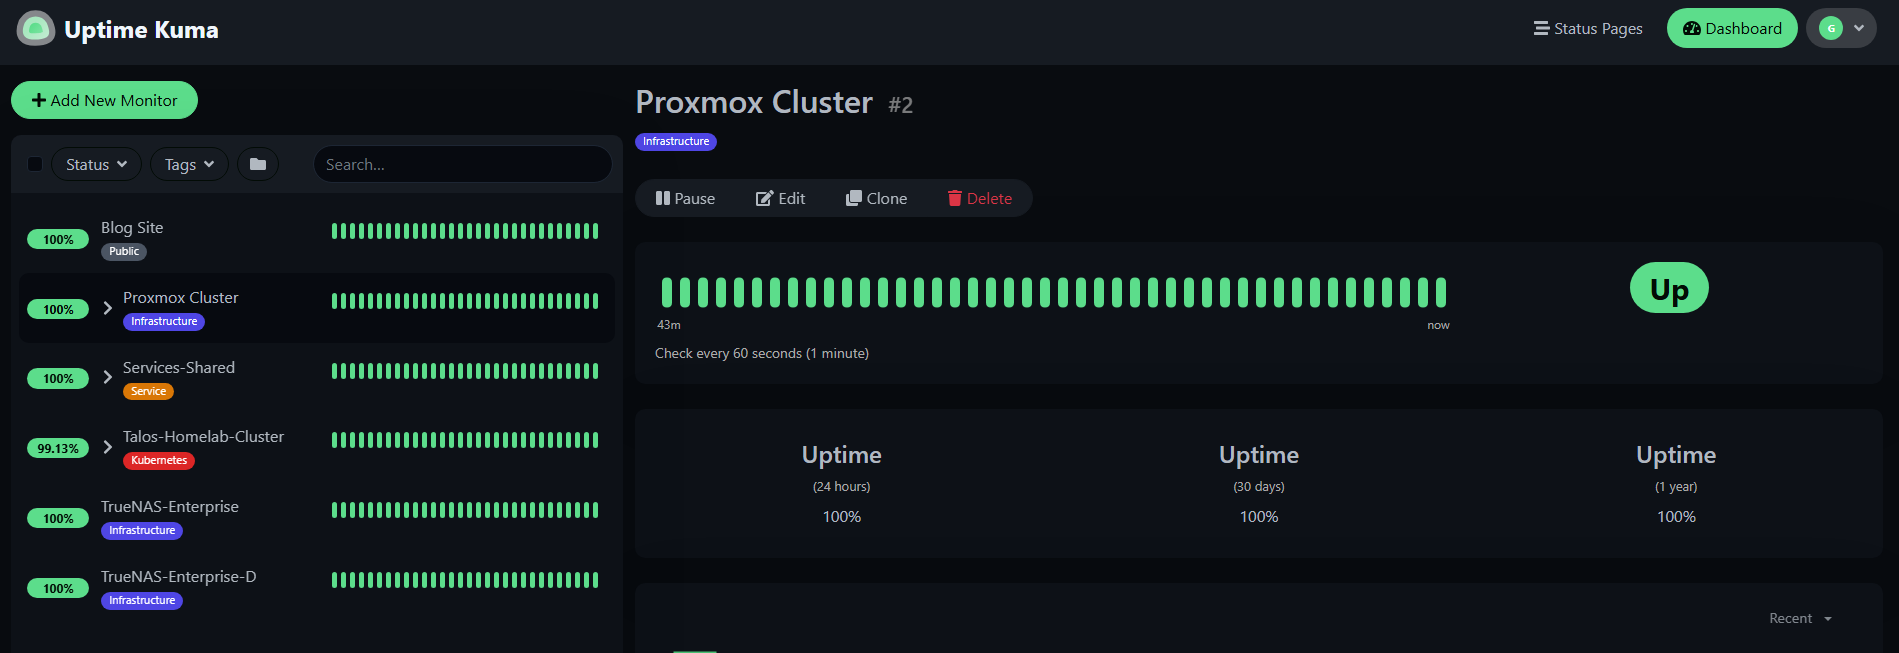 Uptime Kuma
Status Pages
Dashboard
G
Add New Monitor
Status
Tags
Search...
100%
Blog Site
Public
100%
Proxmox Cluster
Infrastructure
100%
Services-Shared
Service
99.13%
Talos-Homelab-Cluster
Kubernetes
100%
TrueNAS-Enterprise
Infrastructure
100%
TrueNAS-Enterprise-D
Infrastructure
Proxmox Cluster #2
Infrastructure
Pause Edit Clone Delete
Up
43m now
Check every 60 seconds (1 minute)
Uptime
(24 hours)
100%
Uptime
(30 days)
100%
Uptime
(1 year)
100%
Recent